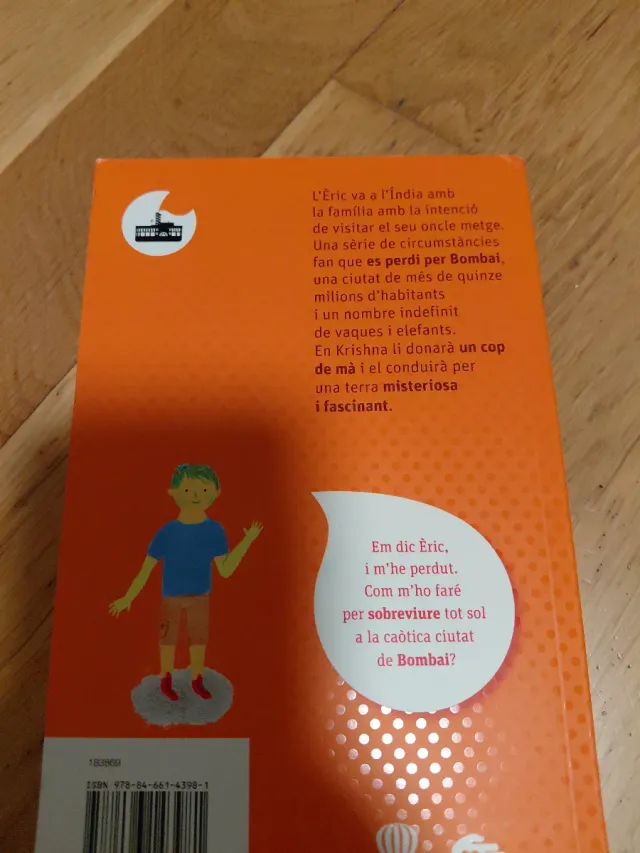 L'Èric va a l'Índia amb
la família amb la intenció
de visitar el seu oncle metge.
Una sèrie de circumstàncies
fan que es perdi per Bombai,
una ciutat de més de quinze
milions d'habitants
i un nombre indefinit
de vaques i elefants.
En Krishna li donarà un cop
de mà i el conduirà per
una terra misteriosa
i fascinant.
Em dic Èric,
i m'he perdut.
Com m'ho faré
per sobreviure tot sol
a la caòtica ciutat
de Bombai?
183869
ISBN 978-84-661-4398-1